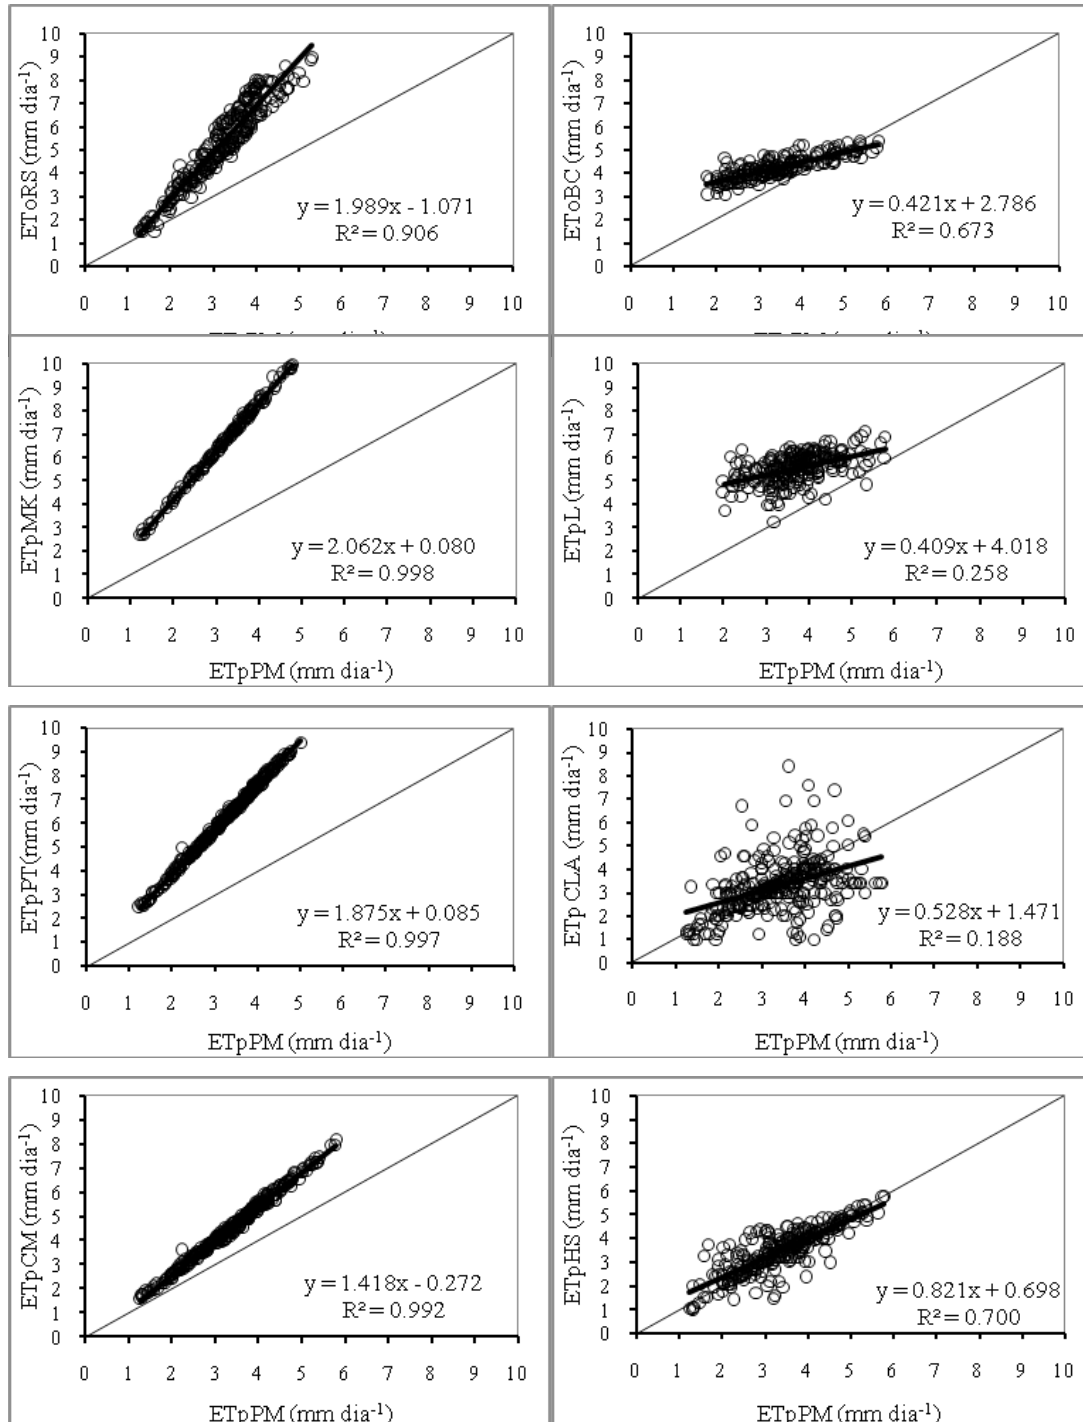 10
9
8
7
6
5
4
3
2
1
0
EToRS (mm dia-1)
y = 1.989x - 1.071
R² = 0.906
0 1 2 3 4 5 6 7 8 9 10
10
9
8
7
6
5
4
3
2
1
0
EToBC (mm dia-1)
y = 0.421x + 2.786
R² = 0.673
0 1 2 3 4 5 6 7 8 9 10
10
9
8
7
6
5
4
3
2
1
0
ETpMK (mm dia-1)
y = 2.062x + 0.080
R² = 0.998
0 1 2 3 4 5 6 7 8 9 10
ETpPM (mm dia-1)
10
9
8
7
6
5
4
3
2
1
0
ETpL (mm dia-1)
y = 0.409x + 4.018
R² = 0.258
0 1 2 3 4 5 6 7 8 9 10
ETpPM (mm dia-1)
10
9
8
7
6
5
4
3
2
1
0
ETpPT(mm dia-1)
y = 1.875x + 0.085
R² = 0.997
0 1 2 3 4 5 6 7 8 9 10
ETpPM (mm dia-1)
10
9
8
7
6
5
4
3
2
1
0
ETp CLA (mm dia-1)
y = 0.528x + 1.471
R² = 0.188
0 1 2 3 4 5 6 7 8 9 10
ETpPM (mm dia-1)
10
9
8
7
6
5
4
3
2
1
0
ETpCM (mm dia-1)
y = 1.418x - 0.272
R² = 0.992
0 1 2 3 4 5 6 7 8 9 10
ETpPM (mm dia-1)
10
9
8
7
6
5
4
3
2
1
0
ETpHS (mm dia-1)
y = 0.821x + 0.698
R² = 0.700
0 1 2 3 4 5 6 7 8 9 10
ETpPM (mm dia-1)